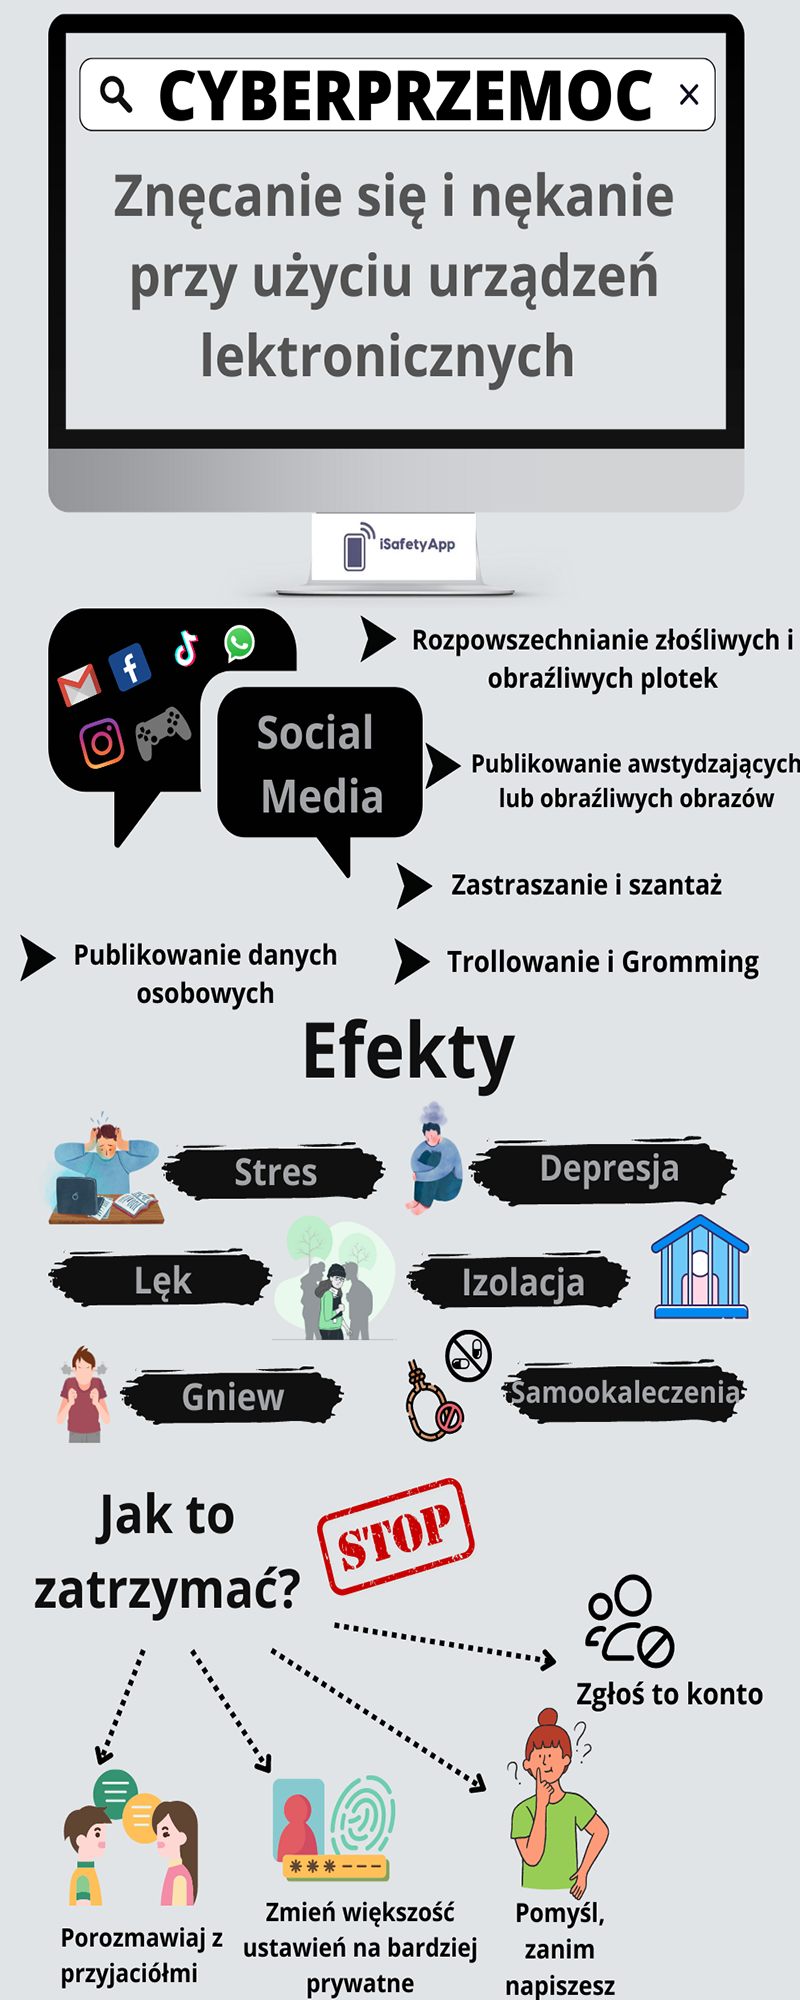 CYBERPRZEMOC
Znęcanie się i nękanie
przy użyciu urządzeń
lektronicznych
iSafetyApp
Rozpowszechnianie złośliwych i
obraźliwych plotek
Social
Media
Publikowanie awstydzających
lub obraźliwych obrazów
Zastraszanie i szantaż
Publikowanie danych
osobowych
Trollowanie i Gromming
Efekty
Stres
Depresja
Lęk
Izolacja
Gniew
Samookaleczenia
Jak to
zatrzymać?
STOP
Zgłoś to konto
Porozmawiaj z
przyjaciółmi
Zmień większość
ustawień na bardziej
prywatne
Pomyśl,
zanim
napiszesz